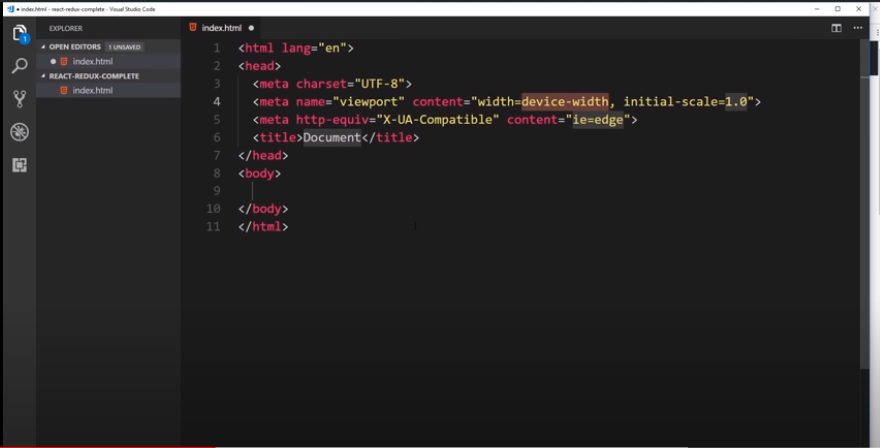 index.html - react-redux-complete - Visual Studio Code
EXPLORER
OPEN EDITORS 1 UNSAVED
index.html
REACT-REDUX-COMPLETE
index.html
1
index.html
1 <html lang="en">
2 <head>
3 <meta charset="UTF-8">
4 <meta name="viewport" content="width=device-width, initial-scale=1.0">
5 <meta http-equiv="X-UA-Compatible" content="ie=edge">
6 <title>Document</title>
7 </head>
8 <body>
9
10 </body>
11 </html>